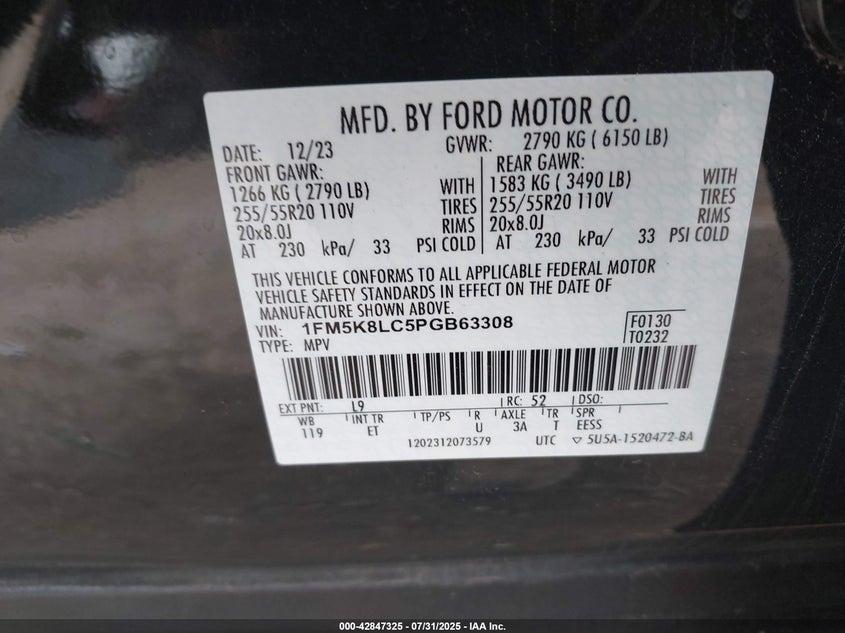 MFD. BY FORD MOTOR CO.
DATE: 12/23 GVWR: 2790 KG ( 6150 LB)
FRONT GAWR: REAR GAWR:
1266 KG ( 2790 LB) WITH 1583 KG ( 3490 LB) WITH
255/55R20 110V TIRES 255/55R20 110V TIRES
20x8.0J RIMS 20x8.0J RIMS
AT 230 kPa/ 33 PSI COLD AT 230 kPa/ 33 PSI COLD
THIS VEHICLE CONFORMS TO ALL APPLICABLE FEDERAL MOTOR
VEHICLE SAFETY STANDARDS IN EFFECT ON THE DATE OF
MANUFACTURE SHOWN ABOVE.
VIN: 1FM5K8LC5PGB63308 F0130
TYPE: MPV T0232
EXT PNT: L9 RC: 52 DSO:
WB INT TR TP/PS R AXLE TR SPR
119 ET U 3A T EESS
1202312073579 UTC ▽ 5U5A-1520472-BA
000-42847325 - 07/31/2025 - IAA Inc.